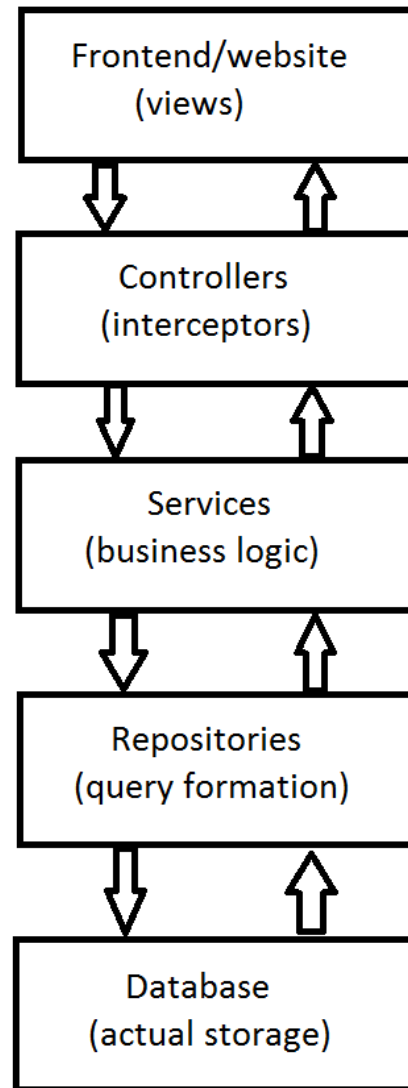 Frontend/website
(views)
Controllers
(interceptors)
Services
(business logic)
Repositories
(query formation)
Database
(actual storage)